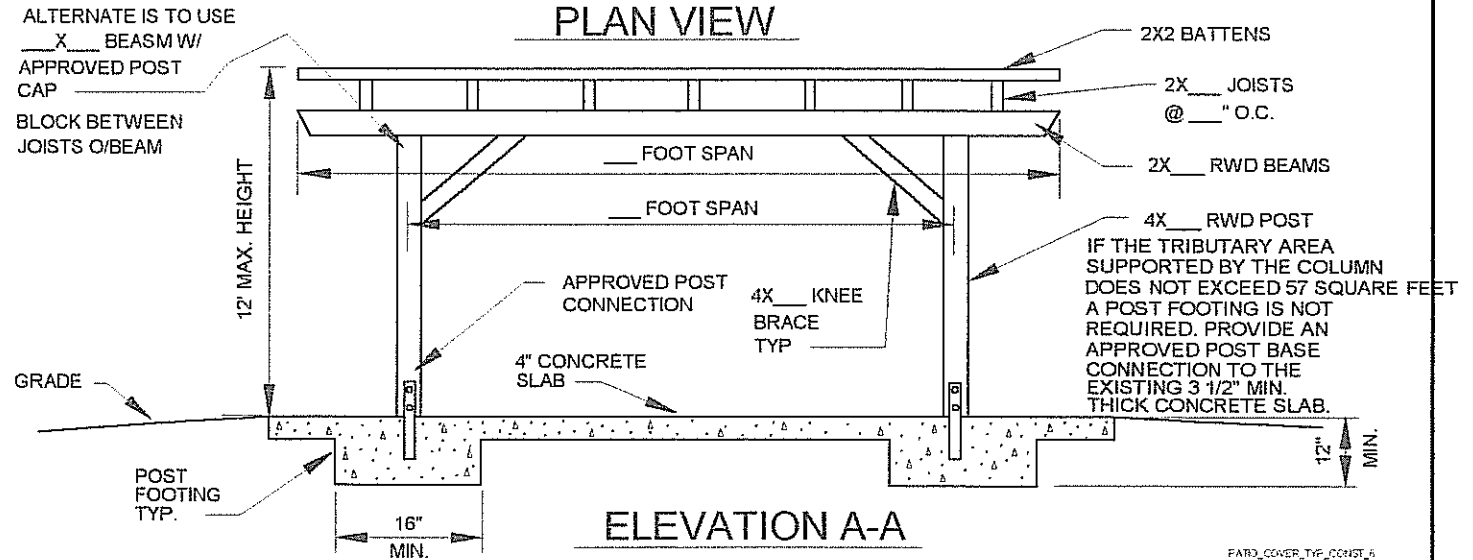 PLAN VIEW
ALTERNATE IS TO USE
___X___ BEASM W/
APPROVED POST
CAP
BLOCK BETWEEN
JOISTS O/BEAM
2X2 BATTENS
2X___ JOISTS
@ ___" O.C.
2X___ RWD BEAMS
___ FOOT SPAN
___ FOOT SPAN
12' MAX. HEIGHT
4X___ RWD POST
IF THE TRIBUTARY AREA
SUPPORTED BY THE COLUMN
DOES NOT EXCEED 57 SQUARE FEET
A POST FOOTING IS NOT
REQUIRED. PROVIDE AN
APPROVED POST BASE
CONNECTION TO THE
EXISTING 3 1/2" MIN.
THICK CONCRETE SLAB.
APPROVED POST
CONNECTION
4X___ KNEE
BRACE
TYP
4" CONCRETE
SLAB
GRADE
POST
FOOTING
TYP.
16"
MIN.
12"
MIN.
ELEVATION A-A
PATIO_COVER_TYP_CONST_6